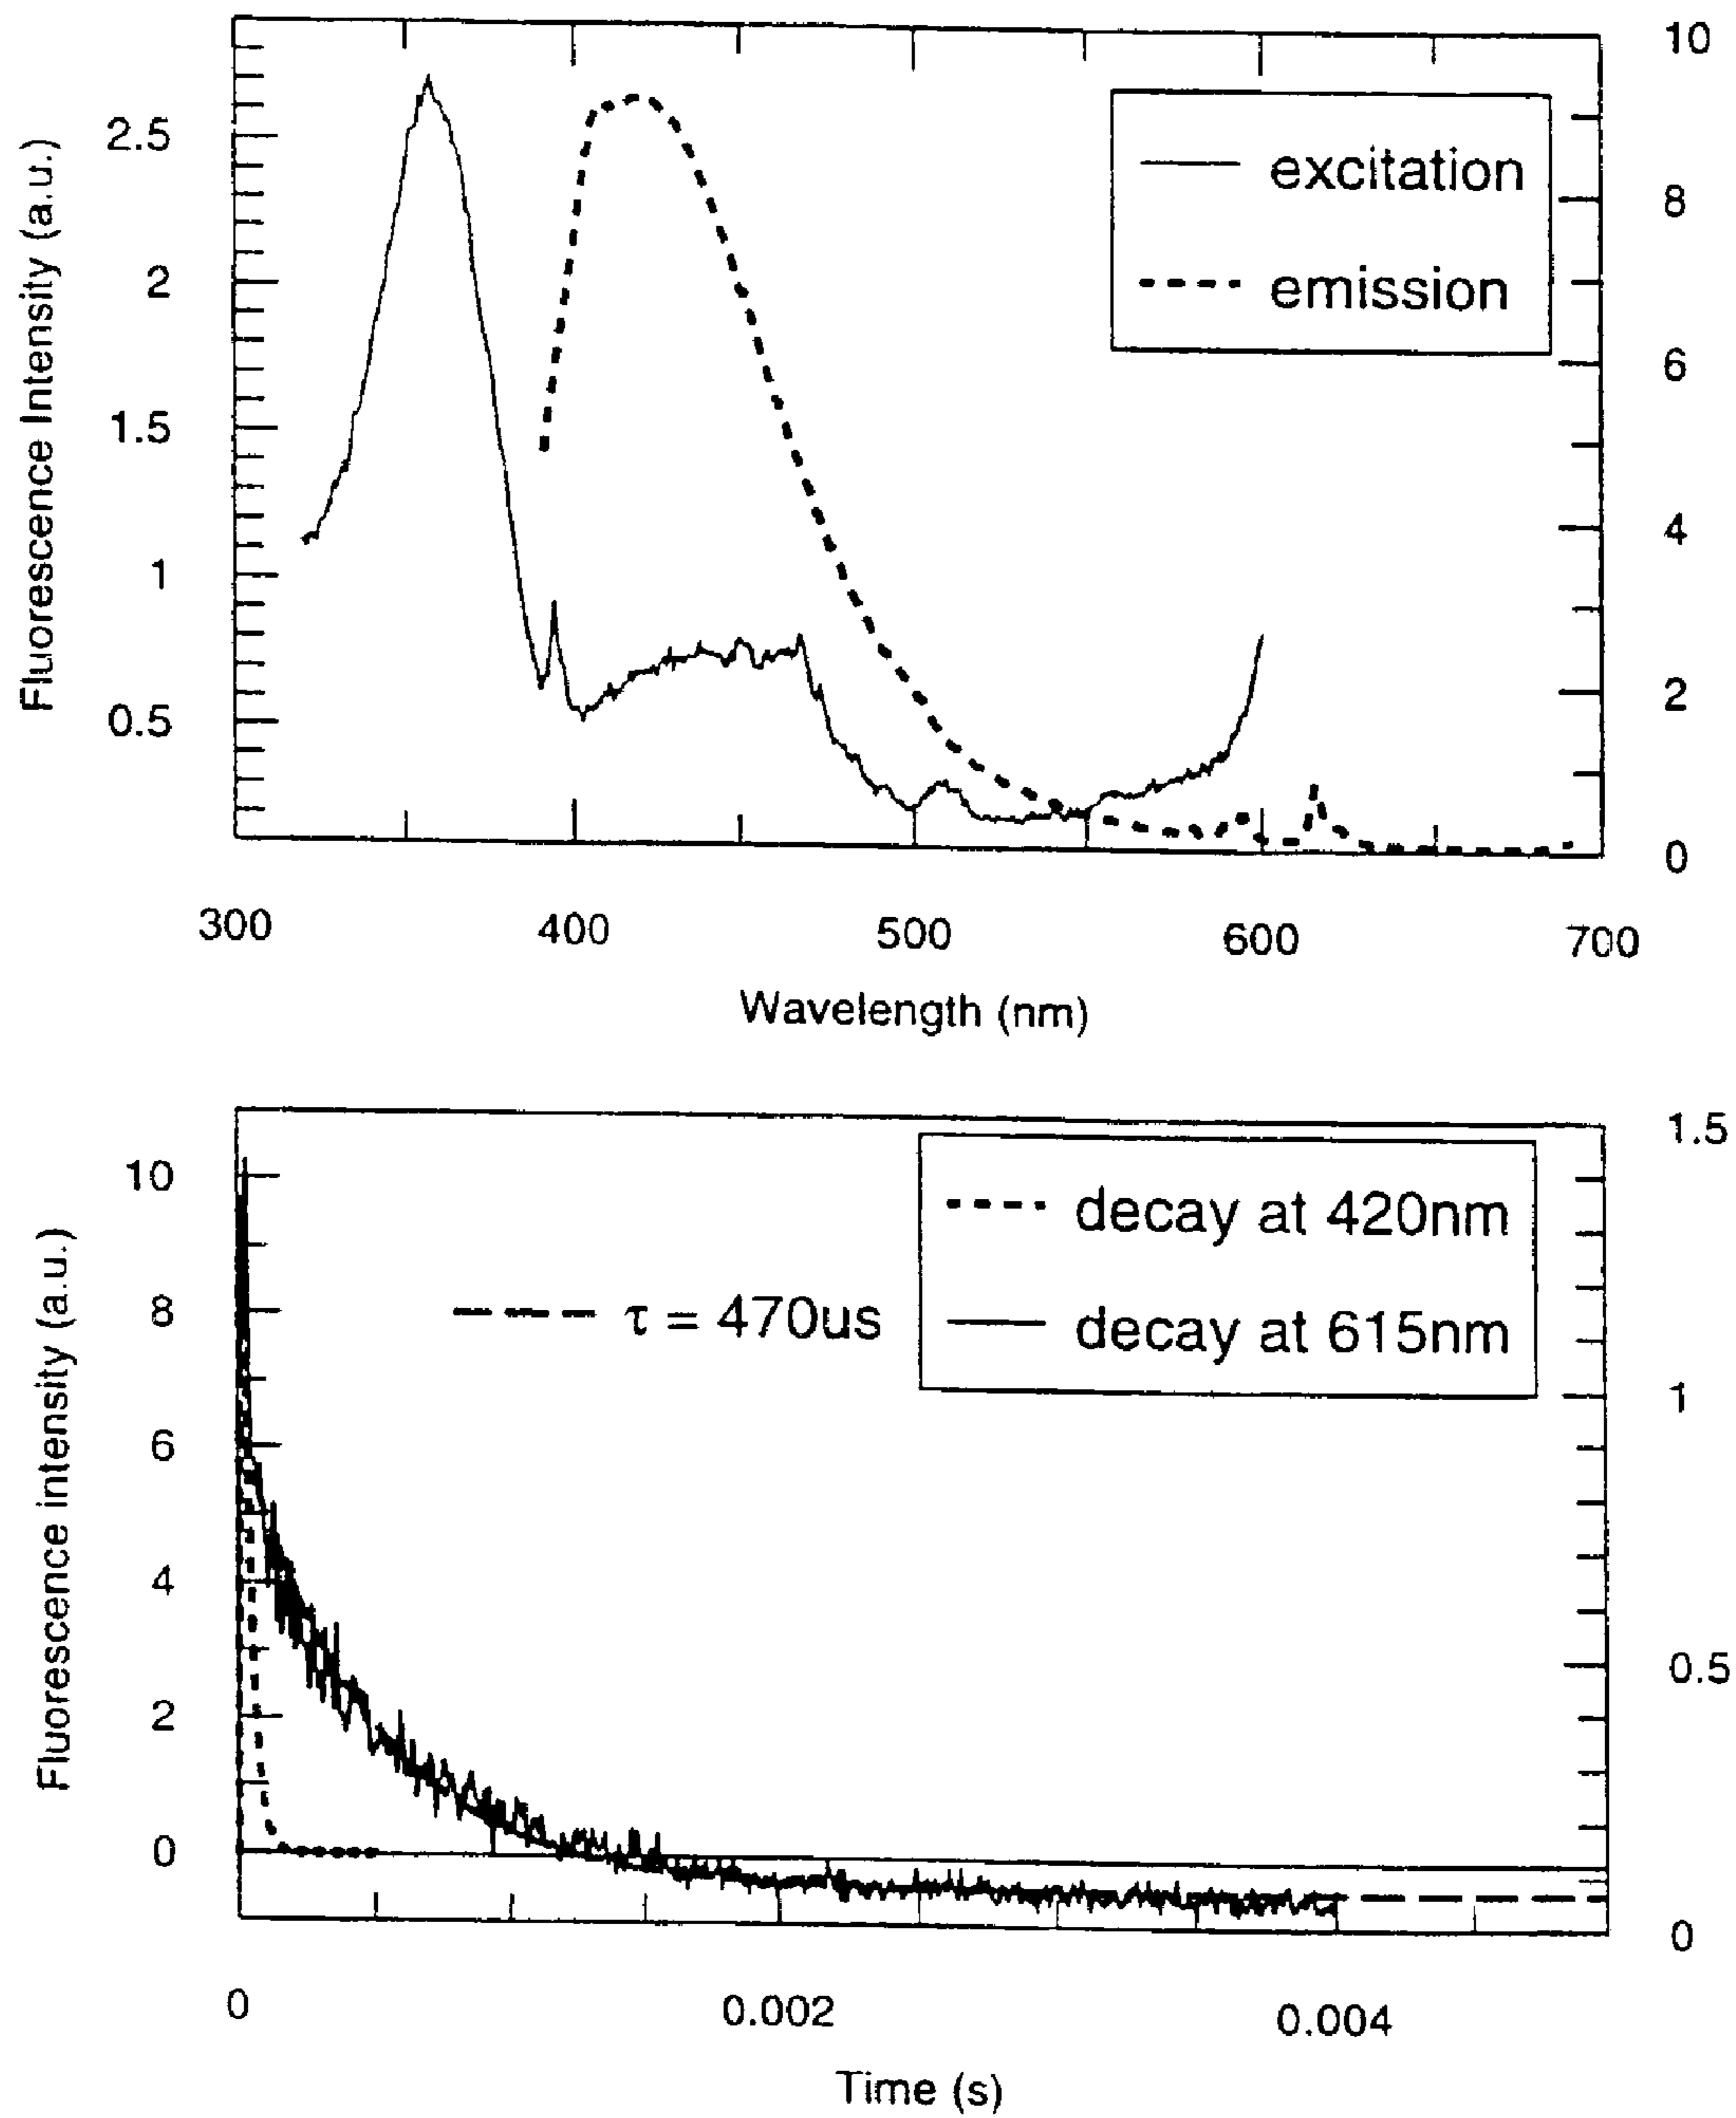 10
excitation
emission
Fluorescence Intensity (a.u.)
2.5
2
1.5
1
0.5
8
6
4
2
0
300 400 500 600 700
Wavelength (nm)
1.5
decay at 420nm
decay at 615nm
τ = 470us
Fluorescence intensity (a.u.)
10
8
6
4
2
0
1
0.5
0
0 0.002 0.004
Time (s)